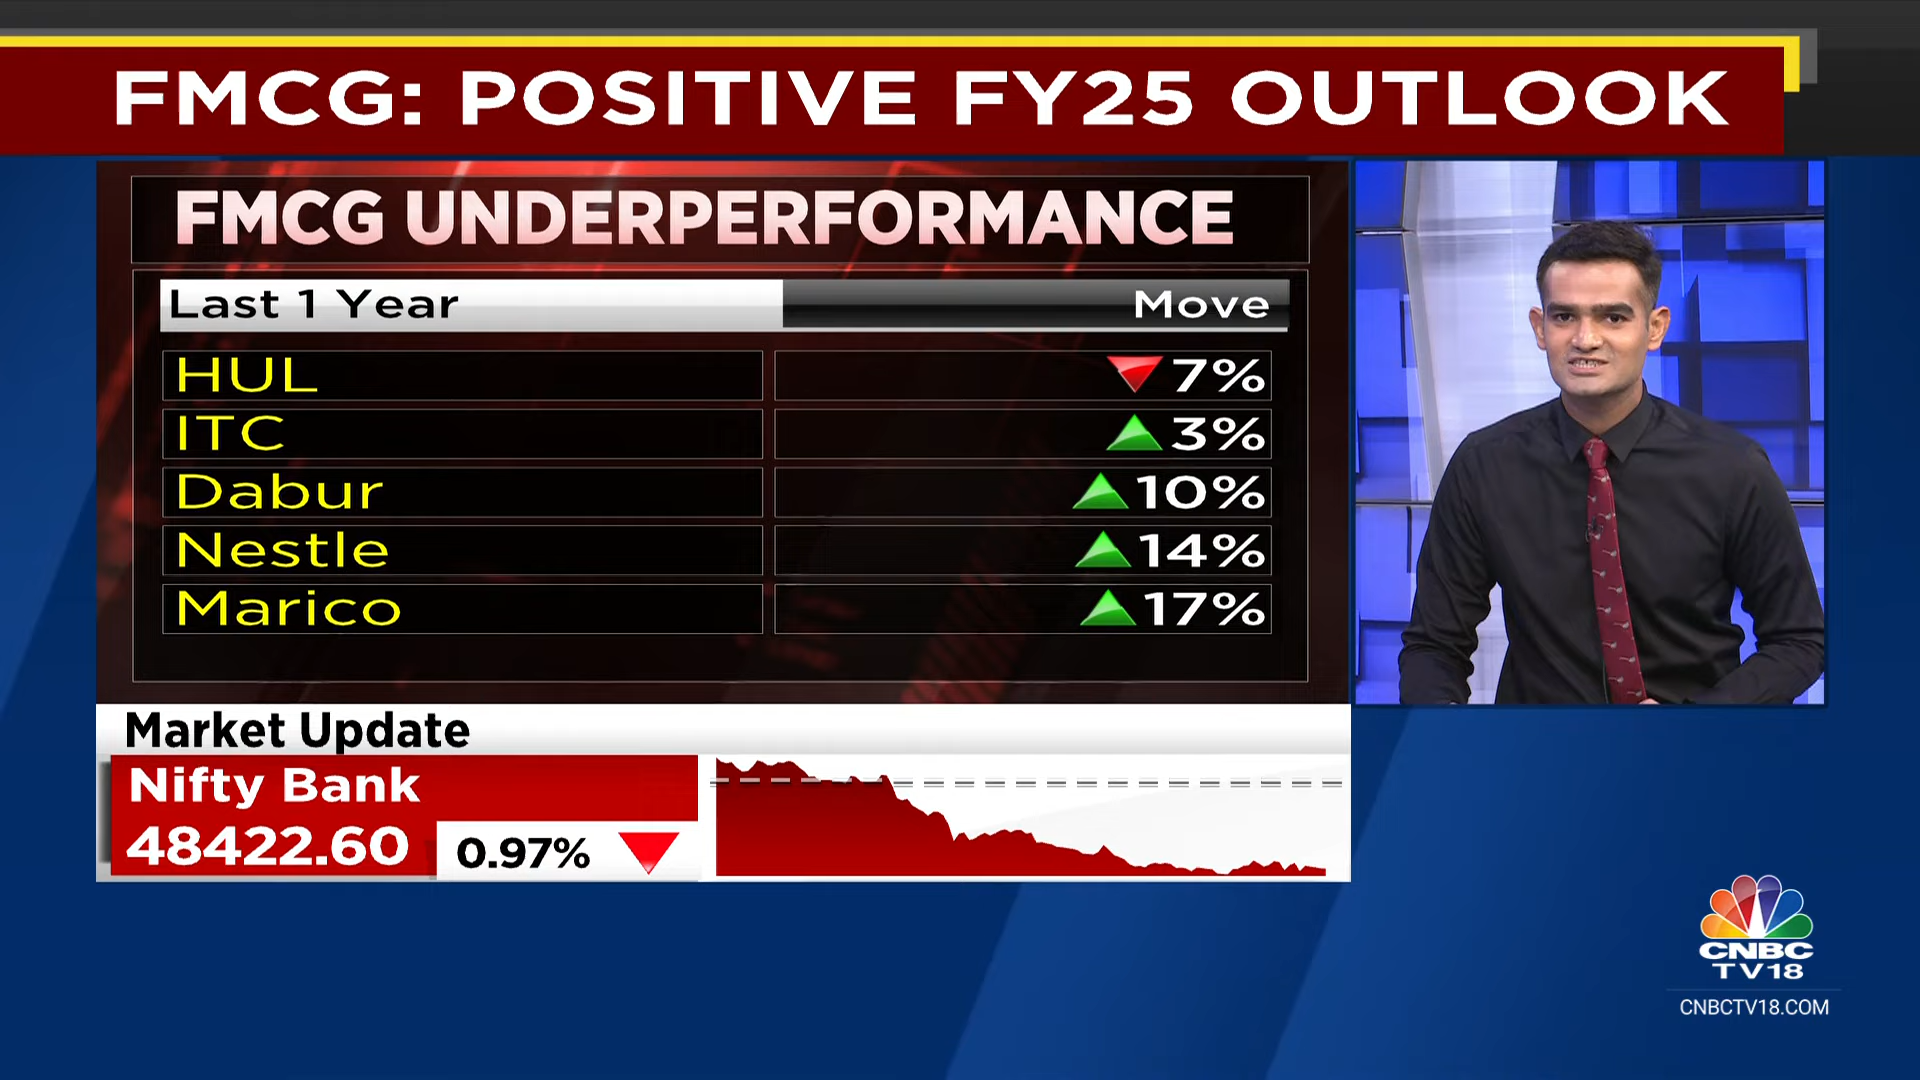 FMCG: POSITIVE FY25 OUTLOOK
FMCG UNDERPERFORMANCE
Last 1 Year Move
HUL 7%
ITC 3%
Dabur 10%
Nestle 14%
Marico 17%
Market Update
Nifty Bank
48422.60 0.97%
CNBC
TV18
CNBCTV18.COM